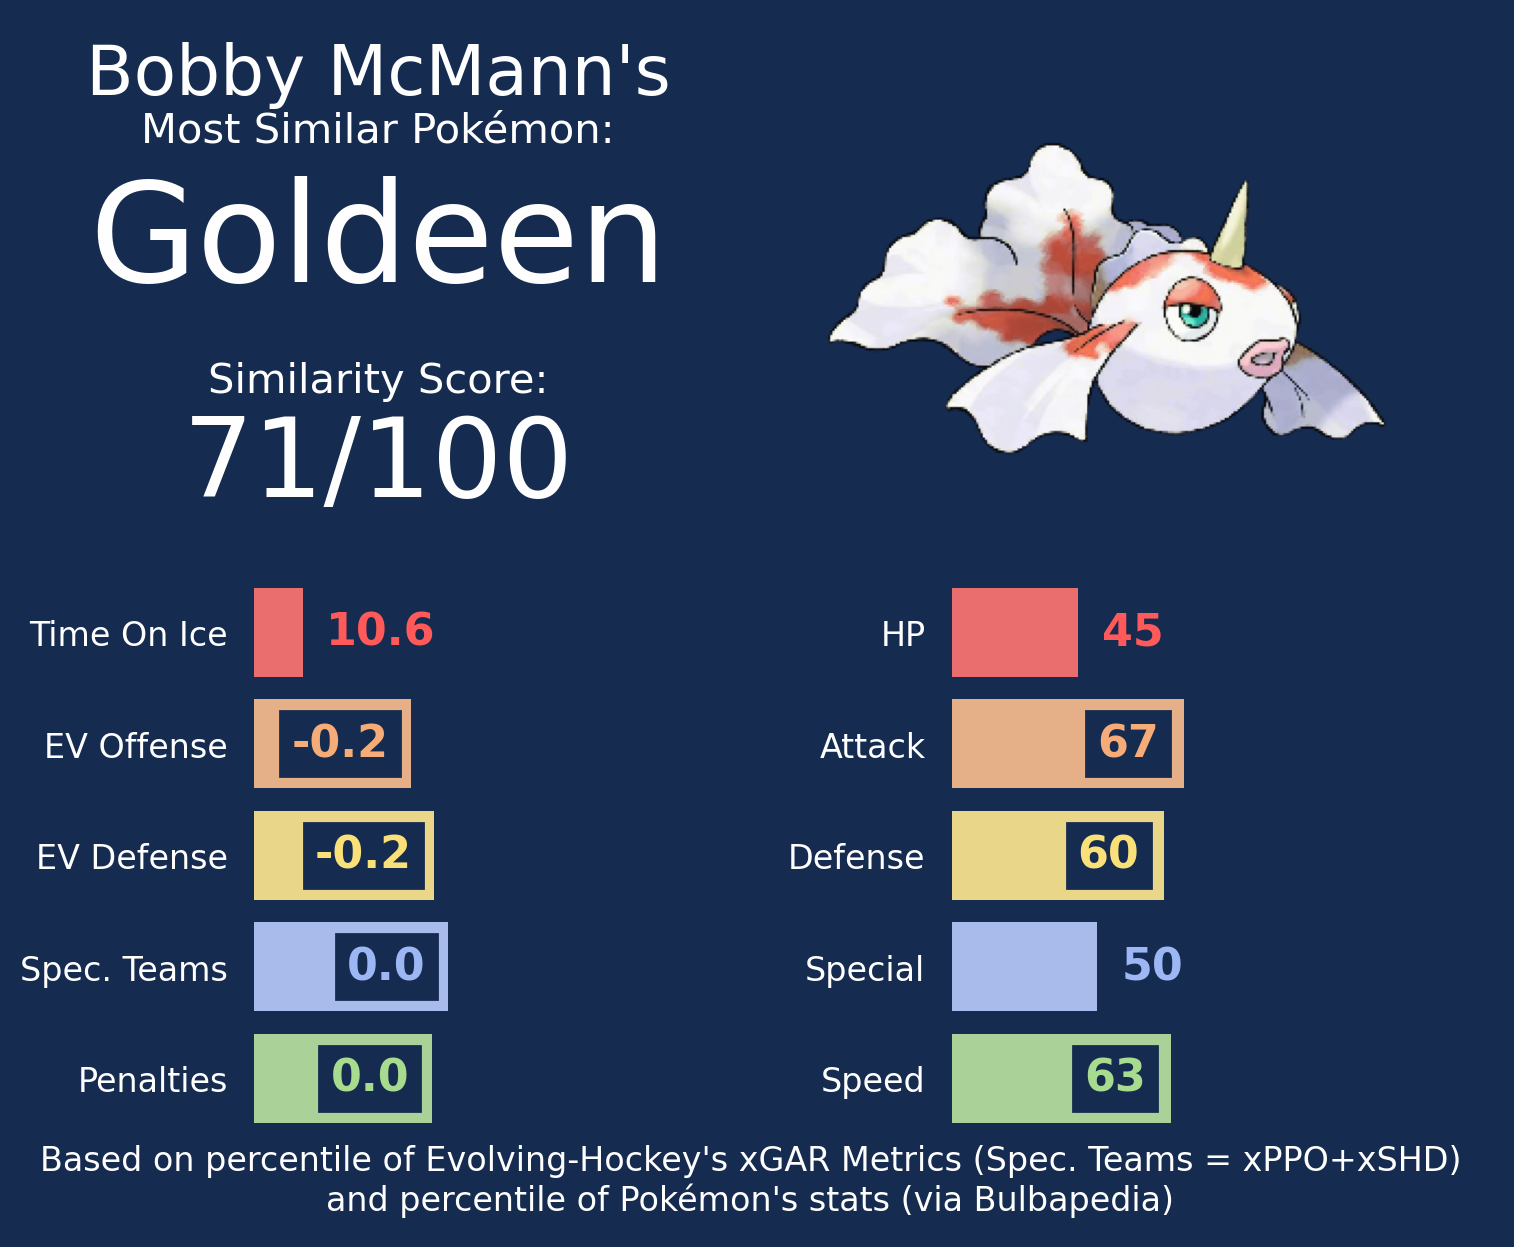 Bobby McMann's
Most Similar Pokémon:
Goldeen
Similarity Score:
71/100
Time On Ice 10.6
EV Offense -0.2
EV Defense -0.2
Spec. Teams 0.0
Penalties 0.0
HP 45
Attack 67
Defense 60
Special 50
Speed 63
Based on percentile of Evolving-Hockey's xGAR Metrics (Spec. Teams = xPPO+xSHD)
and percentile of Pokémon's stats (via Bulbapedia)